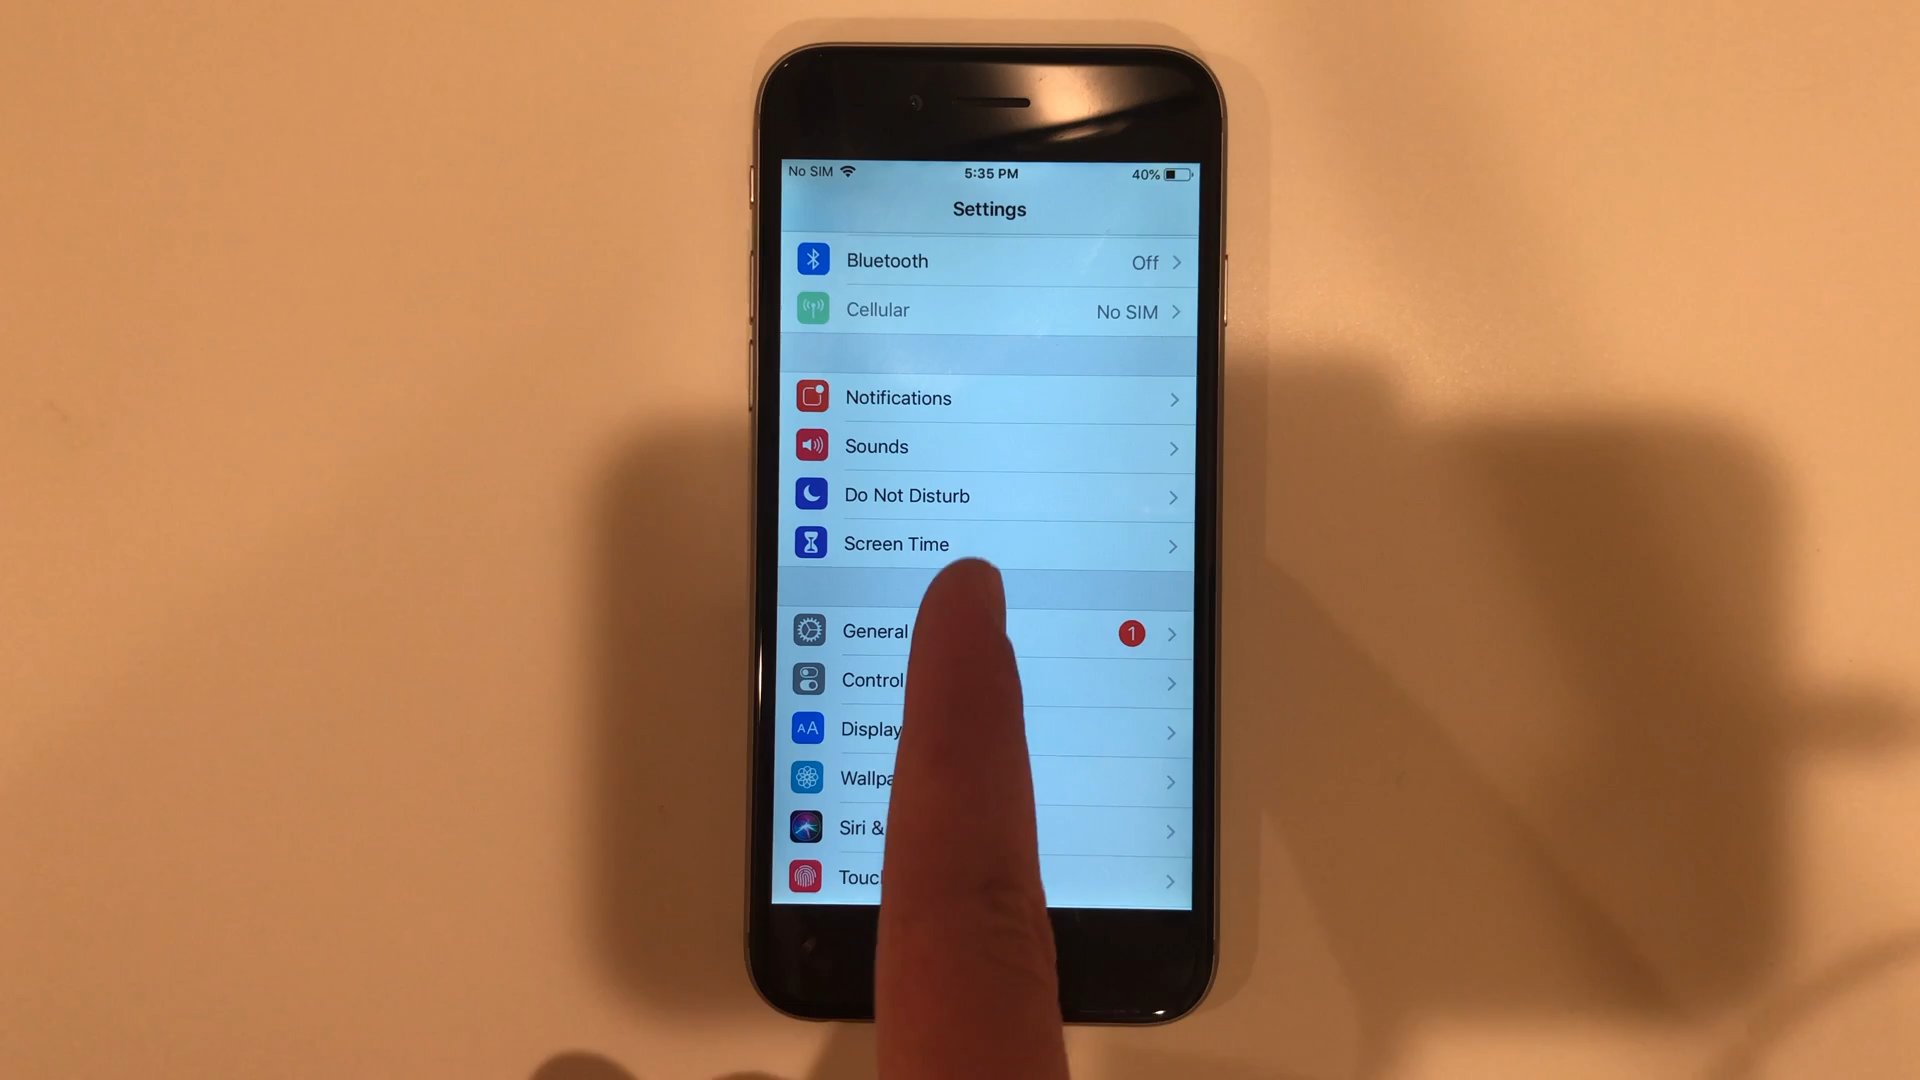 No SIM 5:35 PM 40%
Settings
Bluetooth Off
Cellular No SIM
Notifications
Sounds
Do Not Disturb
Screen Time
General 1
Control
Display
AA
Wallpa
Siri &
Touc